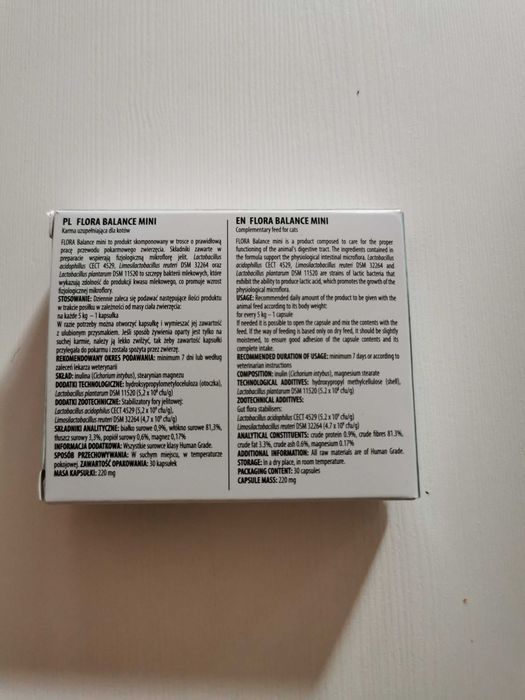 PL FLORA BALANCE MINI
Karma uzupełniająca dla kotów
FLORA Balance mini to produkt skomponowany w trosce o prawidłową
pracę przewodu pokarmowego zwierzęcia. Składniki zawarte w
preparacie wspierają fizjologiczną mikroflorę jelit. Lactobacillus
acidophilus CECT 4529, Limosilactobacillus reuteri DSM 32264 oraz
Lactobacillus plantarum DSM 11520 to szczepy bakterii mlekowych, które
wykazują zdolności do produkcji kwasu mlekowego, co promuje wzrost
fizjologicznej mikroflory.
STOSOWANIE: Dziennie zaleca się podawać następujące ilości produktu
w trakcie posiłku w zależności od masy ciała zwierzęcia:
na każde 5 kg – 1 kapsułka
W razie potrzeby można otworzyć kapsułkę i wymieszać jej zawartość
z ulubionym przysmakiem. Jeśli sposób żywienia oparty jest tylko na
suchej karmie, należy ją lekko zwilżyć, tak żeby zawartość kapsułki
przylegała do pokarmu i została spożyta przez zwierzę.
REKOMENDOWANY OKRES PODAWANIA: minimum 7 dni lub według
zaleceń lekarza weterynarii
SKŁAD: inulina (Cichorium intybus), stearynian magnezu
DODATKI TECHNOLOGICZNE: hydroksypropylometyloceluloza (otoczka),
Lactobacillus plantarum DSM 11520 (5,2 x 10⁸ cfu/g)
DODATKI ZOOTECHNICZNE: Stabilizatory flory jelitowej:
Lactobacillus acidophilus CECT 4529 (5,2 x 10⁸ cfu/g),
Limosilactobacillus reuteri DSM 32264 (4,7 x 10⁸ cfu/g)
SKŁADNIKI ANALITYCZNE: białko surowe 0,9%, włókno surowe 81,3%,
tłuszcz surowy 3,3%, popiół surowy 0,6%, magnez 0,17%
INFORMACJA DODATKOWA: Wszystkie surowce klasy Human Grade.
SPOSÓB PRZECHOWYWANIA: W suchym miejscu, w temperaturze
pokojowej. ZAWARTOŚĆ OPAKOWANIA: 30 kapsułek
MASA KAPSUŁKI: 220 mg
EN FLORA BALANCE MINI
Complementary feed for cats
FLORA Balance mini is a product composed to care for the proper
functioning of the animal's digestive tract. The ingredients contained in
the formula support the physiological intestinal microflora. Lactobacillus
acidophilus CECT 4529, Limosilactobacillus reuteri DSM 32264 and
Lactobacillus plantarum DSM 11520 are strains of lactic bacteria that
exhibit the ability to produce lactic acid, which promotes the growth of the
physiological microflora.
USAGE: Recommended daily amount of the product to be given with the
animal feed according to its body weight:
for every 5 kg – 1 capsule
If needed it is possible to open the capsule and mix the contents with the
feed. If the way of feeding is based only on dry feed, it should be slightly
moistened, to ensure good adhesion of the capsule contents and its
complete intake.
RECOMMENDED DURATION OF USAGE: minimum 7 days or according to
veterinarian instructions
COMPOSITION: inulin (Cichorium intybus), magnesium stearate
TECHNOLOGICAL ADDITIVES: hydroxypropyl methylcellulose (shell),
Lactobacillus plantarum DSM 11520 (5.2 x 10⁸ cfu/g)
ZOOTECHNICAL ADDITIVES:
Gut flora stabilisers:
Lactobacillus acidophilus CECT 4529 (5.2 x 10⁸ cfu/g)
Limosilactobacillus reuteri DSM 32264 (4.7 x 10⁸ cfu/g)
ANALYTICAL CONSTITUENTS: crude protein 0.9%, crude fibres 81.3%,
crude fat 3.3%, crude ash 0.6%, magnesium 0.17%
ADDITIONAL INFORMATION: All raw materials are of Human Grade.
STORAGE: in a dry place, in room temperature.
PACKAGING CONTENT: 30 capsules
CAPSULE MASS: 220 mg